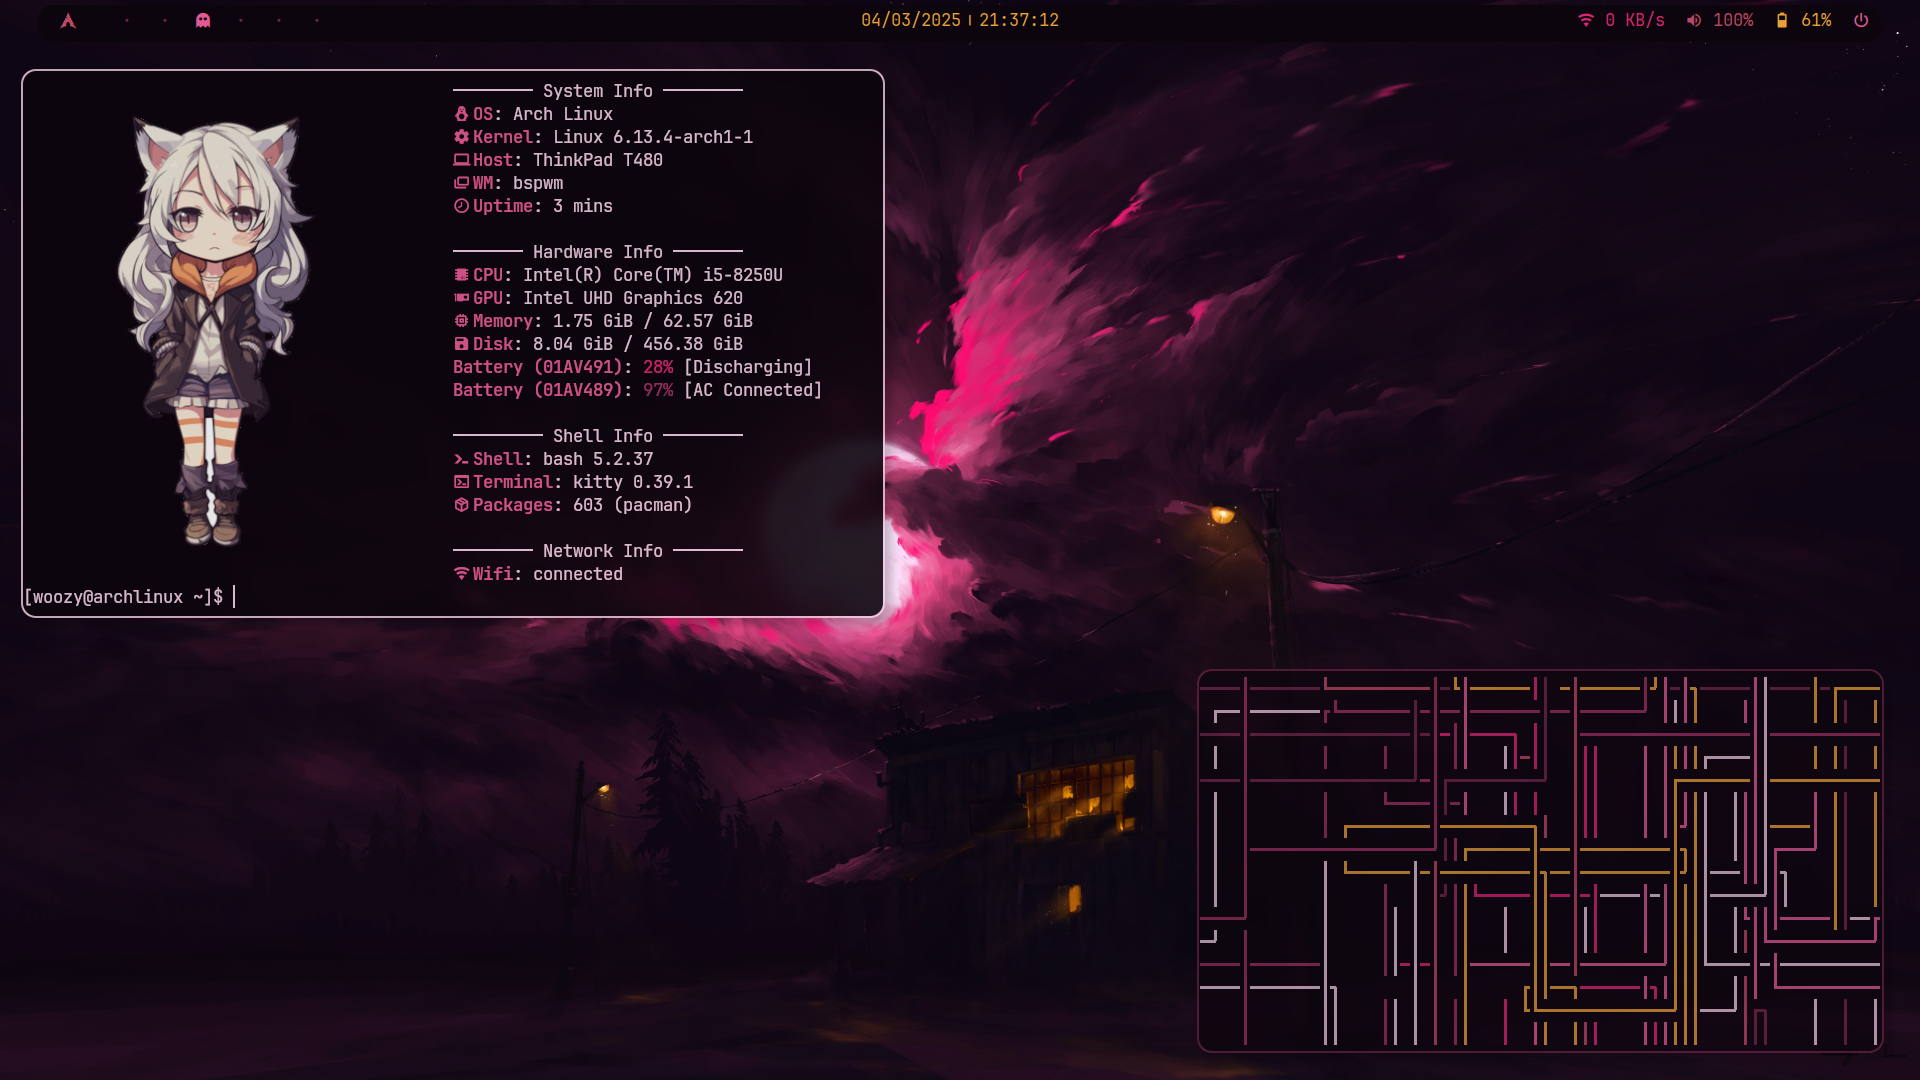 04/03/2025 | 21:37:12
0 KB/s 100% 61%
System Info
OS: Arch Linux
Kernel: Linux 6.13.4-arch1-1
Host: ThinkPad T480
WM: bspwm
Uptime: 3 mins
Hardware Info
CPU: Intel(R) Core(TM) i5-8250U
GPU: Intel UHD Graphics 620
Memory: 1.75 GiB / 62.57 GiB
Disk: 8.04 GiB / 456.38 GiB
Battery (01AV491): 28% [Discharging]
Battery (01AV489): 97% [AC Connected]
Shell Info
Shell: bash 5.2.37
Terminal: kitty 0.39.1
Packages: 603 (pacman)
Network Info
Wifi: connected
[woozy@archlinux ~]$